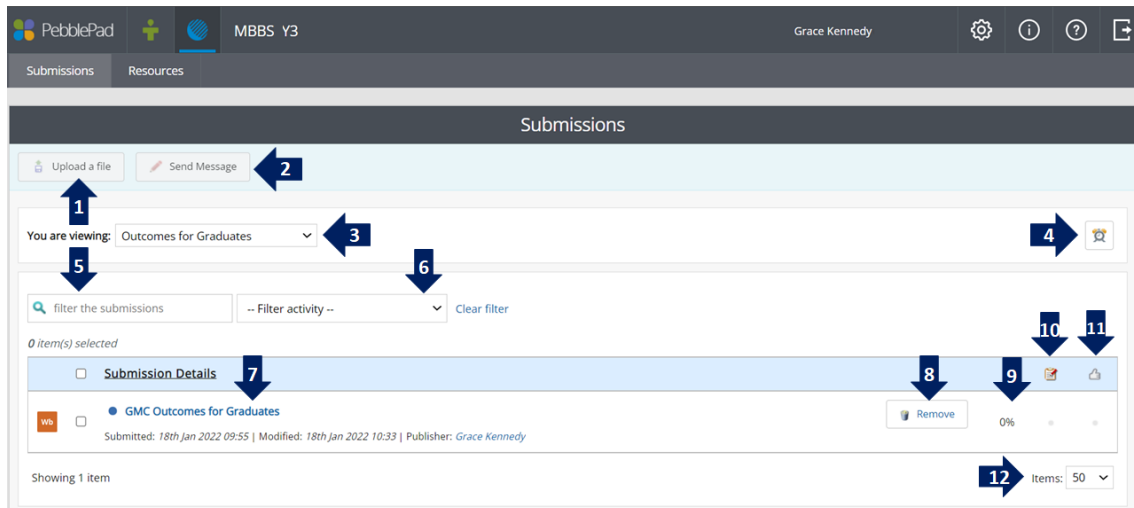 PebblePad MBBS Y3 Grace Kennedy
Submissions Resources
Submissions
Upload a file Send Message 2
1
You are viewing: Outcomes for Graduates 3 4
5 6
filter the submissions -- Filter activity -- Clear filter
0 item(s) selected 10 11
Submission Details 7 8 9
Wb GMC Outcomes for Graduates Remove 0%
Submitted: 18th Jan 2022 09:55 | Modified: 18th Jan 2022 10:33 | Publisher: Grace Kennedy
Showing 1 item 12 Items: 50